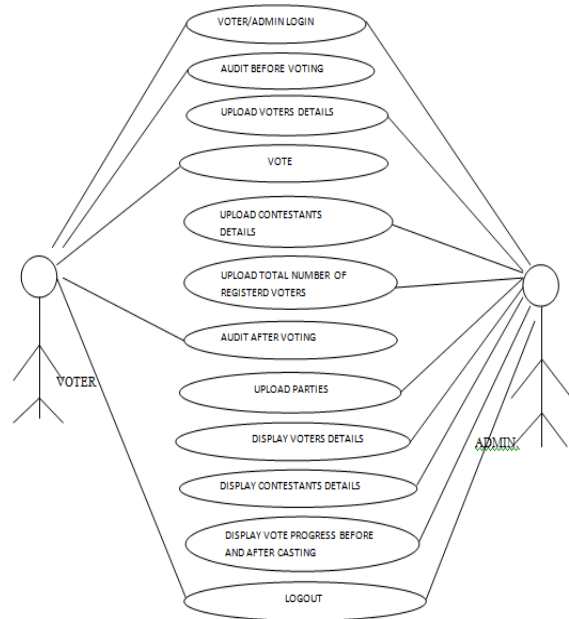 VOTER/ADMIN LOGIN
AUDIT BEFORE VOTING
UPLOAD VOTERS DETAILS
VOTE
UPLOAD CONTESTANTS
DETAILS
UPLOAD TOTAL NUMBER OF
REGISTERD VOTERS
AUDIT AFTER VOTING
VOTER
UPLOAD PARTIES
DISPLAY VOTERS DETAILS
ADMIN
DISPLAY CONTESTANTS DETAILS
DISPLAY VOTE PROGRESS BEFORE
AND AFTER CASTING
LOGOUT